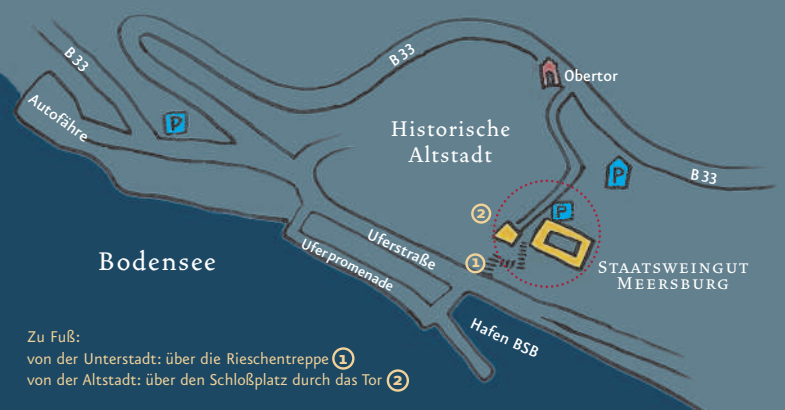 B 33
B 33
Obertor
P
Autofähre
Historische
Altstadt
P
B 33
2
P
Uferstraße
Uferpromenade
1
Bodensee
STAATSWEINGUT
MEERSBURG
Hafen BSB
Zu Fuß:
von der Unterstadt: über die Rieschentreppe 1
von der Altstadt: über den Schloßplatz durch das Tor 2